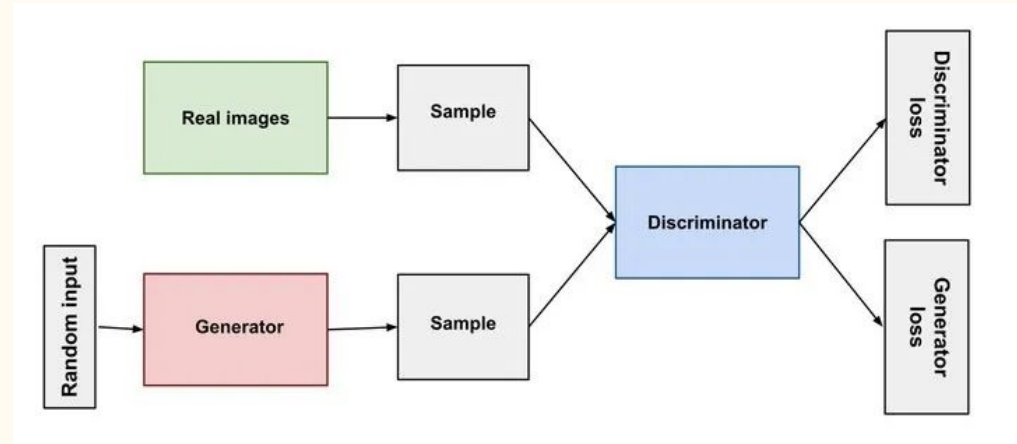 Real images
Sample
Discriminator
loss
Discriminator
Random input
Generator
Sample
Generator
loss